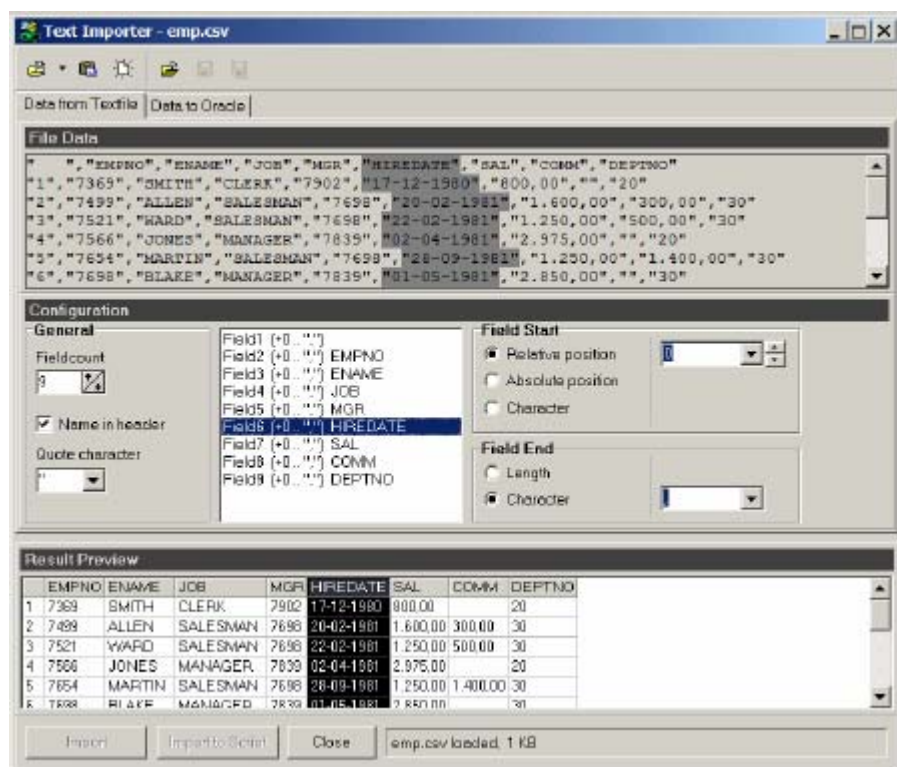 Text Importer - emp.csv
Data from Textfile Data to Oracle
File Data
" ","EMPNO","ENAME","JOB","MGR","HIREDATE","SAL","COMM","DEPTNO"
"1","7369","SMITH","CLERK","7902","17-12-1980","800,00","","20"
"2","7499","ALLEN","SALESMAN","7698","20-02-1981","1.600,00","300,00","30"
"3","7521","WARD","SALESMAN","7698","22-02-1981","1.250,00","500,00","30"
"4","7566","JONES","MANAGER","7839","02-04-1981","2.975,00","","20"
"5","7654","MARTIN","SALESMAN","7698","28-09-1981","1.250,00","1.400,00","30"
"6","7698","BLAKE","MANAGER","7839","01-05-1981","2.850,00","","30"
Configuration
General
Fieldcount
9
Name in header
Quote character
"
Field1 (+0..",")
Field2 (+0..",") EMPNO
Field3 (+0..",") ENAME
Field4 (+0..",") JOB
Field5 (+0..",") MGR
Field6 (+0..",") HIREDATE
Field7 (+0..",") SAL
Field8 (+0..",") COMM
Field9 (+0..",") DEPTNO
Field Start
Relative position 0
Absolute position
Character
Field End
Length
Character ,
Result Preview
EMPNO ENAME JOB MGR HIREDATE SAL COMM DEPTNO
1 7369 SMITH CLERK 7902 17-12-1980 800,00 20
2 7499 ALLEN SALESMAN 7698 20-02-1981 1.600,00 300,00 30
3 7521 WARD SALESMAN 7698 22-02-1981 1.250,00 500,00 30
4 7566 JONES MANAGER 7839 02-04-1981 2.975,00 20
5 7654 MARTIN SALESMAN 7698 28-09-1981 1.250,00 1.400,00 30
6 7698 BLAKE MANAGER 7839 01-05-1981 2.850,00 30
Import Import to Script Close emp.csv loaded, 1 KB